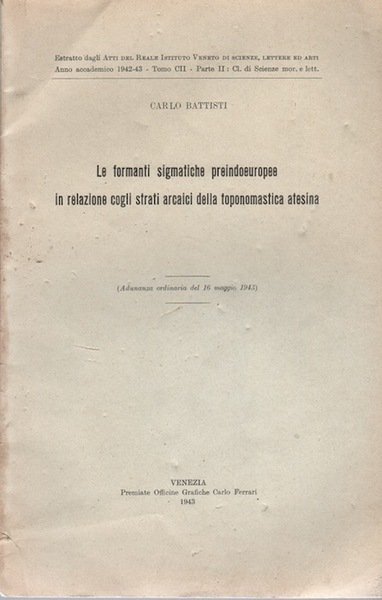 Estratto dagli ATTI DEL REALE ISTITUTO VENETO DI SCIENZE, LETTERE ED ARTI
Anno accademico 1942-43 - Tomo CII - Parte II : Cl. di Scienze mor. e lett.
CARLO BATTISTI
Le formanti sigmatiche preindoeuropee
in relazione cogli strati arcaici della toponomastica atesina
(Adunanza ordinaria del 16 maggio 1943)
VENEZIA
Premiate Officine Grafiche Carlo Ferrari
1943